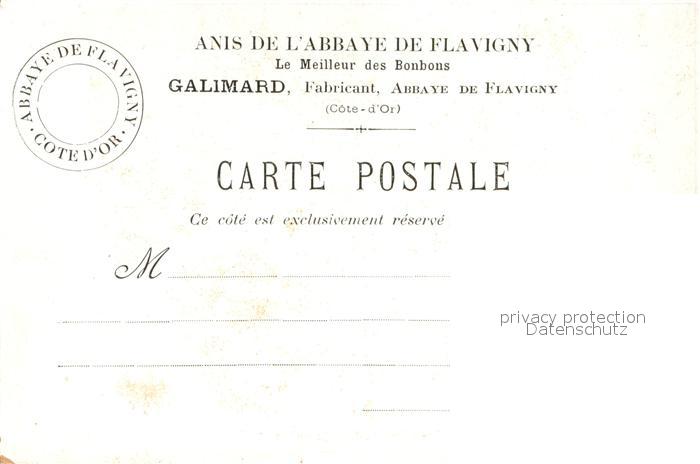 ABBAYE DE FLAVIGNY
· CÔTE D'OR ·
ANIS DE L'ABBAYE DE FLAVIGNY
Le Meilleur des Bonbons
GALIMARD, Fabricant, ABBAYE DE FLAVIGNY
(Côte-d'Or)
CARTE POSTALE
Ce côté est exclusivement réservé
M
privacy protection
Datenschutz